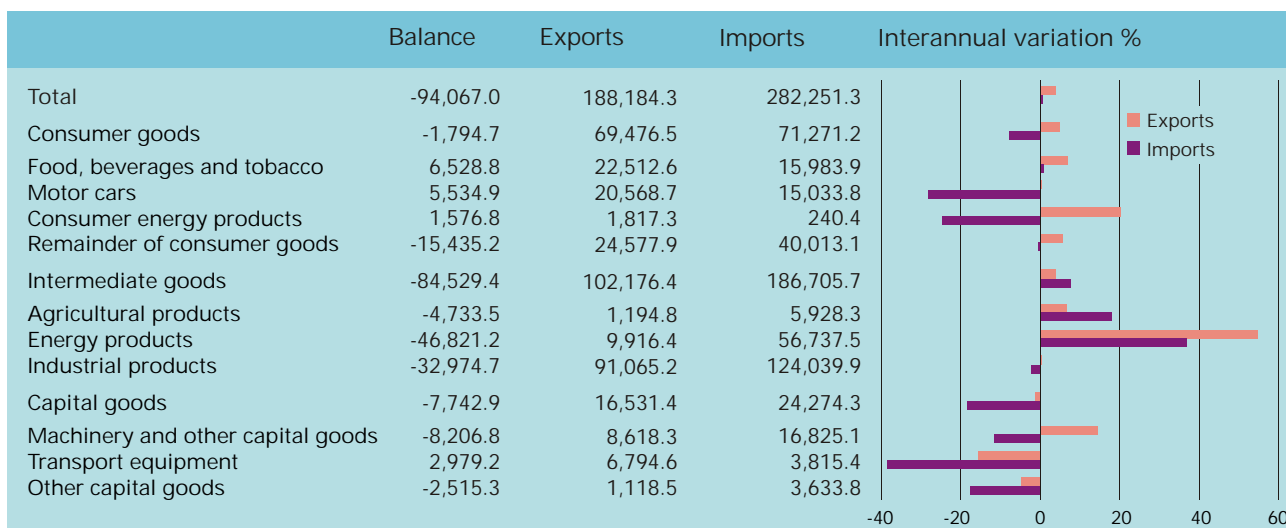 Balance Exports Imports Interannual variation %
Total -94,067.0 188,184.3 282,251.3
Exports
Consumer goods -1,794.7 69,476.5 71,271.2
Imports
Food, beverages and tobacco 6,528.8 22,512.6 15,983.9
Motor cars 5,534.9 20,568.7 15,033.8
Consumer energy products 1,576.8 1,817.3 240.4
Remainder of consumer goods -15,435.2 24,577.9 40,013.1
Intermediate goods -84,529.4 102,176.4 186,705.7
Agricultural products -4,733.5 1,194.8 5,928.3
Energy products -46,821.2 9,916.4 56,737.5
Industrial products -32,974.7 91,065.2 124,039.9
Capital goods -7,742.9 16,531.4 24,274.3
Machinery and other capital goods -8,206.8 8,618.3 16,825.1
Transport equipment 2,979.2 6,794.6 3,815.4
Other capital goods -2,515.3 1,118.5 3,633.8
-40 -20 0 20 40 60